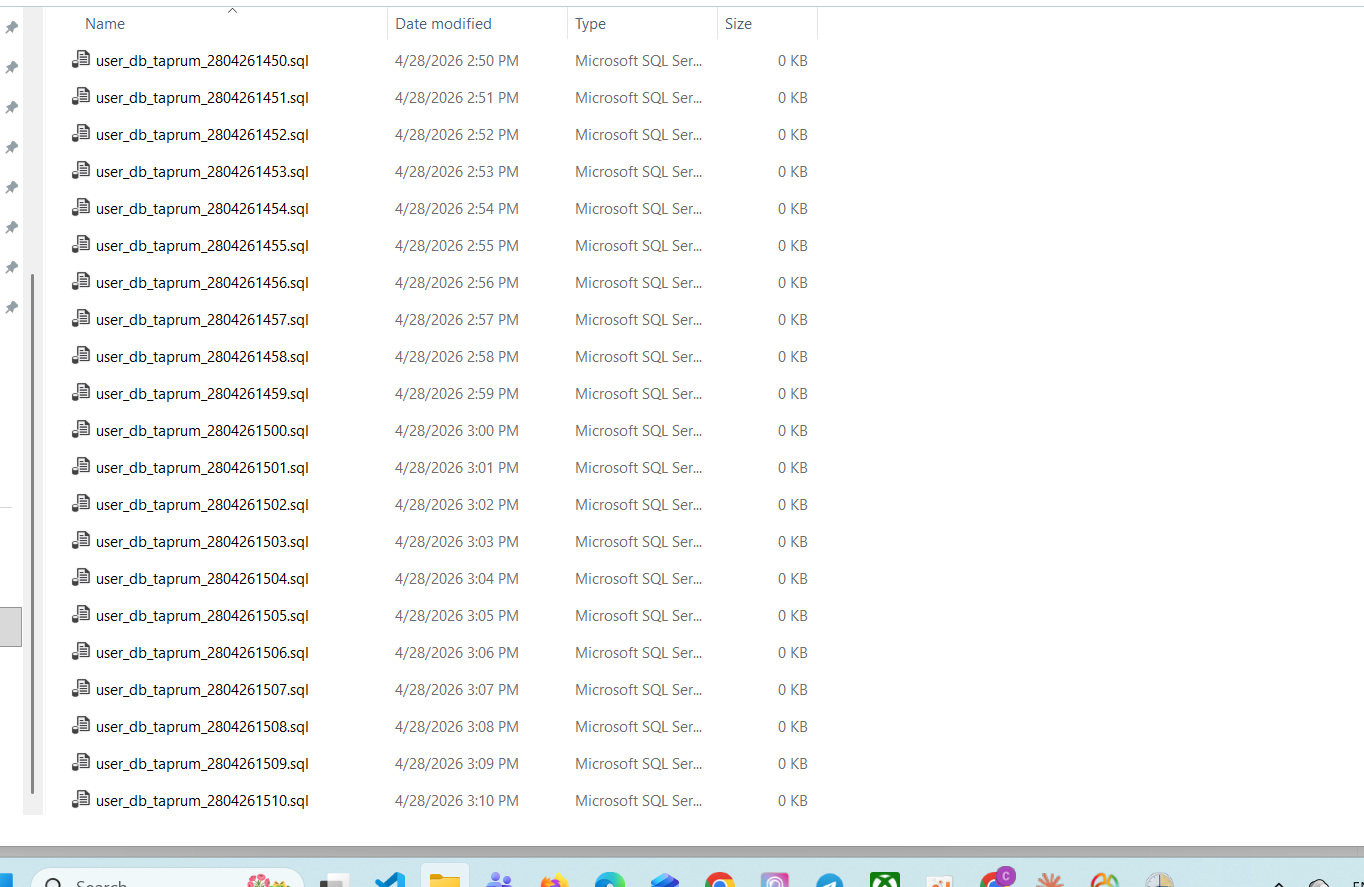 Name Date modified Type Size
user_db_taprum_2804261450.sql 4/28/2026 2:50 PM Microsoft SQL Ser... 0 KB
user_db_taprum_2804261451.sql 4/28/2026 2:51 PM Microsoft SQL Ser... 0 KB
user_db_taprum_2804261452.sql 4/28/2026 2:52 PM Microsoft SQL Ser... 0 KB
user_db_taprum_2804261453.sql 4/28/2026 2:53 PM Microsoft SQL Ser... 0 KB
user_db_taprum_2804261454.sql 4/28/2026 2:54 PM Microsoft SQL Ser... 0 KB
user_db_taprum_2804261455.sql 4/28/2026 2:55 PM Microsoft SQL Ser... 0 KB
user_db_taprum_2804261456.sql 4/28/2026 2:56 PM Microsoft SQL Ser... 0 KB
user_db_taprum_2804261457.sql 4/28/2026 2:57 PM Microsoft SQL Ser... 0 KB
user_db_taprum_2804261458.sql 4/28/2026 2:58 PM Microsoft SQL Ser... 0 KB
user_db_taprum_2804261459.sql 4/28/2026 2:59 PM Microsoft SQL Ser... 0 KB
user_db_taprum_2804261500.sql 4/28/2026 3:00 PM Microsoft SQL Ser... 0 KB
user_db_taprum_2804261501.sql 4/28/2026 3:01 PM Microsoft SQL Ser... 0 KB
user_db_taprum_2804261502.sql 4/28/2026 3:02 PM Microsoft SQL Ser... 0 KB
user_db_taprum_2804261503.sql 4/28/2026 3:03 PM Microsoft SQL Ser... 0 KB
user_db_taprum_2804261504.sql 4/28/2026 3:04 PM Microsoft SQL Ser... 0 KB
user_db_taprum_2804261505.sql 4/28/2026 3:05 PM Microsoft SQL Ser... 0 KB
user_db_taprum_2804261506.sql 4/28/2026 3:06 PM Microsoft SQL Ser... 0 KB
user_db_taprum_2804261507.sql 4/28/2026 3:07 PM Microsoft SQL Ser... 0 KB
user_db_taprum_2804261508.sql 4/28/2026 3:08 PM Microsoft SQL Ser... 0 KB
user_db_taprum_2804261509.sql 4/28/2026 3:09 PM Microsoft SQL Ser... 0 KB
user_db_taprum_2804261510.sql 4/28/2026 3:10 PM Microsoft SQL Ser... 0 KB
Search C